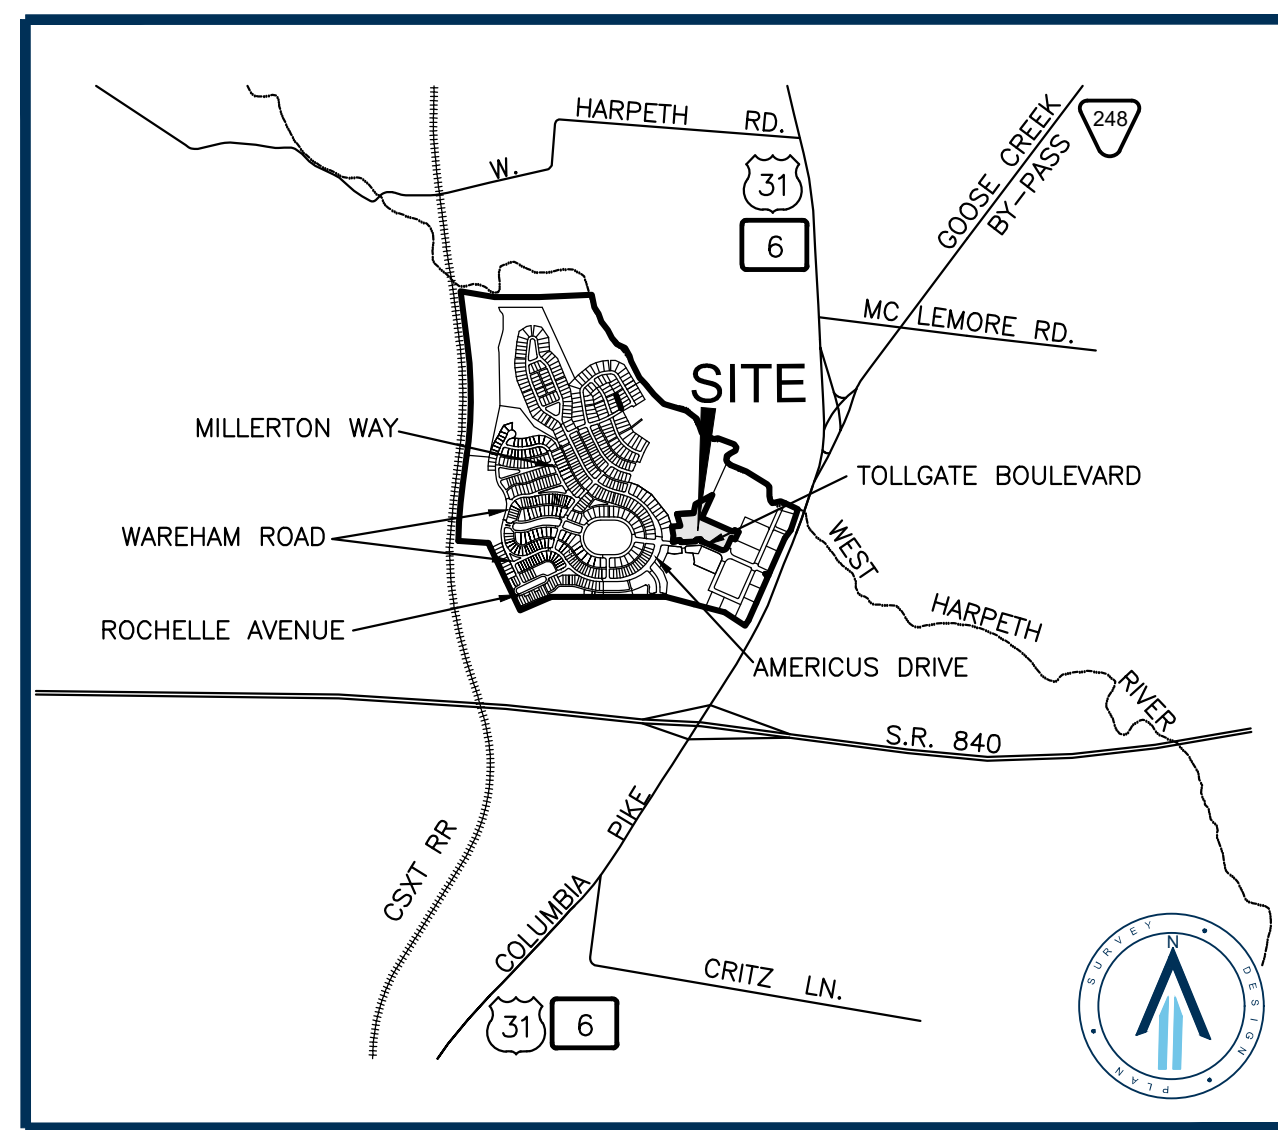 HARPETH RD.
W.
31
6
GOOSE CREEK
BY-PASS
248
MC LEMORE RD.
SITE
MILLERTON WAY
TOLLGATE BOULEVARD
WAREHAM ROAD
ROCHELLE AVENUE
AMERICUS DRIVE
WEST HARPETH RIVER
S.R. 840
CSXT RR
COLUMBIA PIKE
CRITZ LN.
31
6
N
SURVEY
DESIGN
PLAN